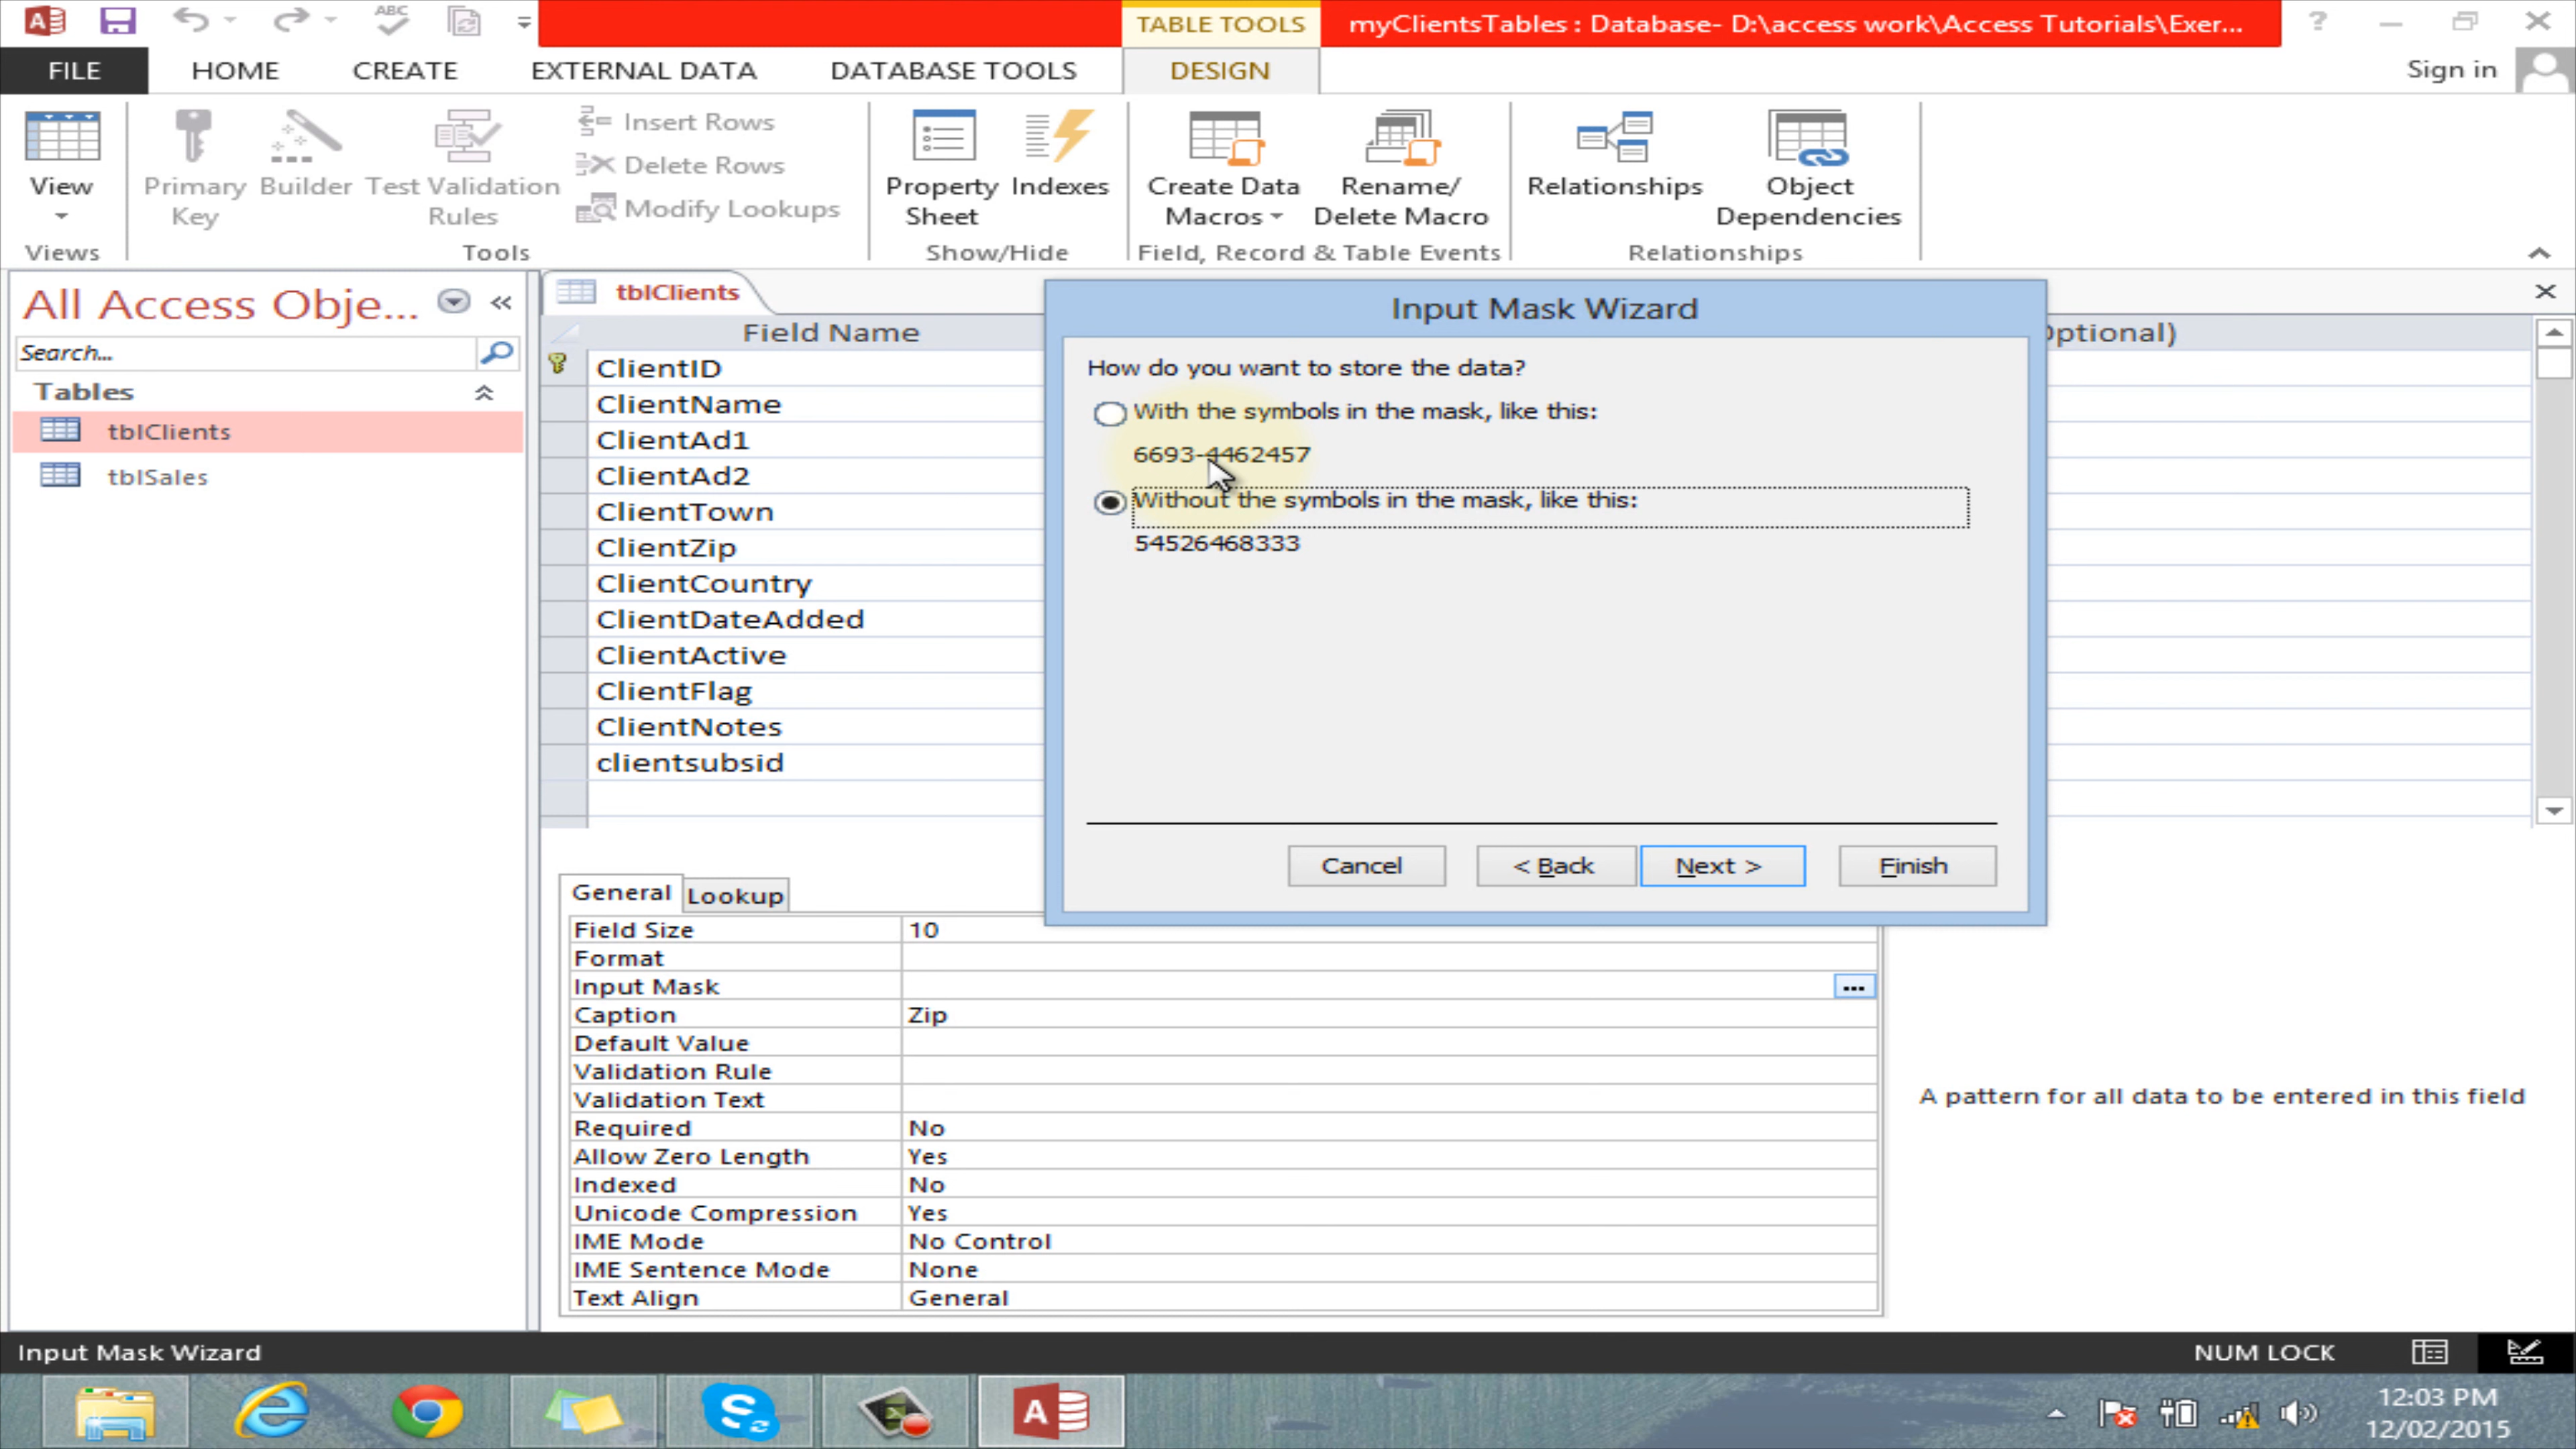 TABLE TOOLS
myClientsTables : Database- D:\access work\Access Tutorials\Exer...
FILE
HOME
CREATE
EXTERNAL DATA
DATABASE TOOLS
DESIGN
Sign in
View
Primary Key
Builder
Test Validation Rules
Insert Rows
Delete Rows
Modify Lookups
Property Sheet
Indexes
Create Data Macros
Rename/ Delete Macro
Relationships
Object Dependencies
Views
Tools
Show/Hide
Field, Record & Table Events
Relationships
All Access Obje...
Search...
Tables
tblClients
tblSales
tblClients
Field Name
Optional)
ClientID
ClientName
ClientAd1
ClientAd2
ClientTown
ClientZip
ClientCountry
ClientDateAdded
ClientActive
ClientFlag
ClientNotes
clientsubsid
Input Mask Wizard
How do you want to store the data?
With the symbols in the mask, like this:
6693-4462457
Without the symbols in the mask, like this:
54526468333
Cancel
< Back
Next >
Finish
General
Lookup
Field Size 10
Format
Input Mask ...
Caption Zip
Default Value
Validation Rule
Validation Text
Required No
Allow Zero Length Yes
Indexed No
Unicode Compression Yes
IME Mode No Control
IME Sentence Mode None
Text Align General
A pattern for all data to be entered in this field
Input Mask Wizard
NUM LOCK
12:03 PM
12/02/2015